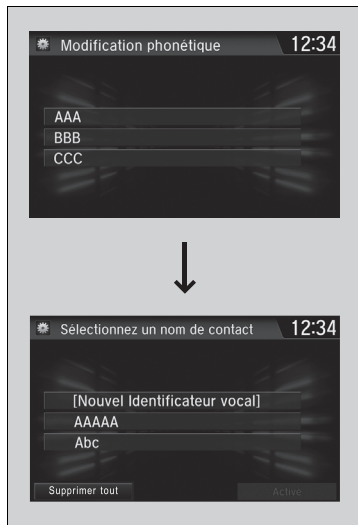 Modification phonétique 12:34
AAA
BBB
CCC
Sélectionnez un nom de contact 12:34
[Nouvel Identificateur vocal]
AAAAA
Abc
Supprimer tout Active